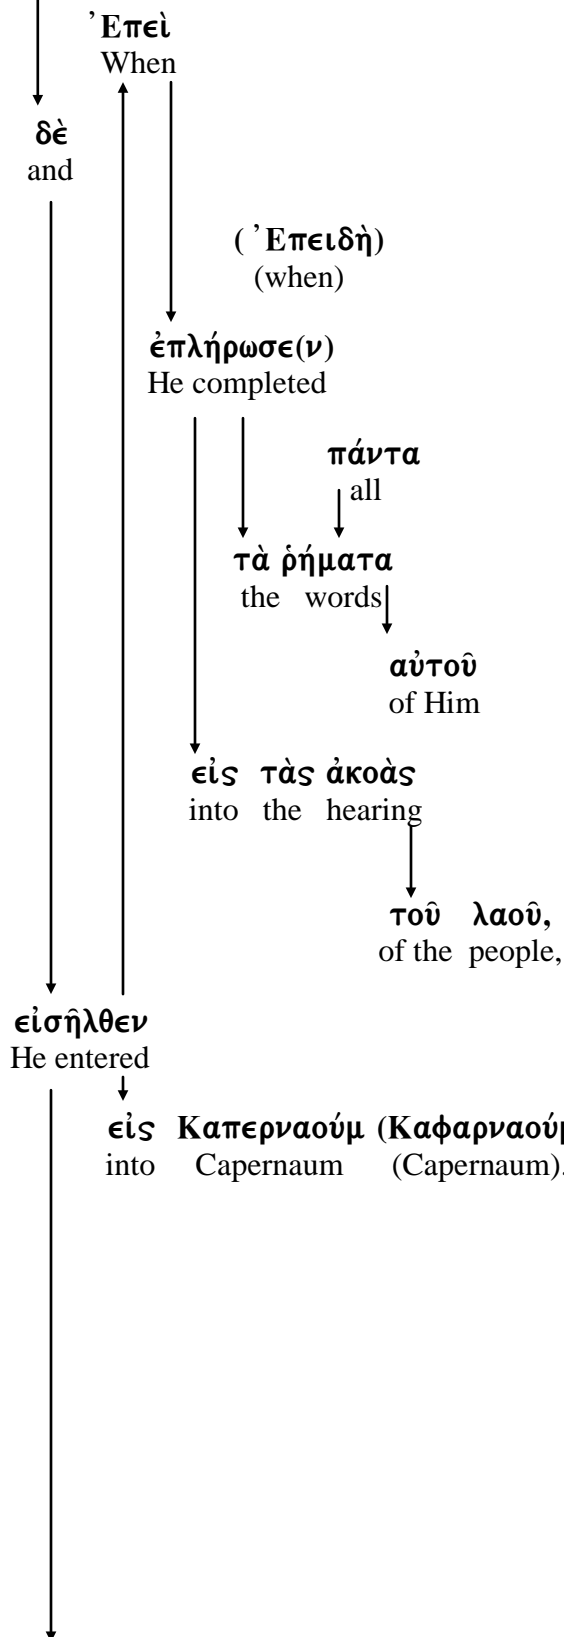 Ἐπεὶ
When
δὲ
and
( Ἐπειδὴ)
(when)
ἐπλήρωσε(ν)
He completed
πάντα
all
τὰ ῥήματα
the words
αὐτοῦ
of Him
εἰς τὰς ἀκοὰς
into the hearing
τοῦ λαοῦ,
of the people,
εἰσῆλθεν
He entered
εἰς Καπερναούμ (Καφαρναούμ
into Capernaum (Capernaum).